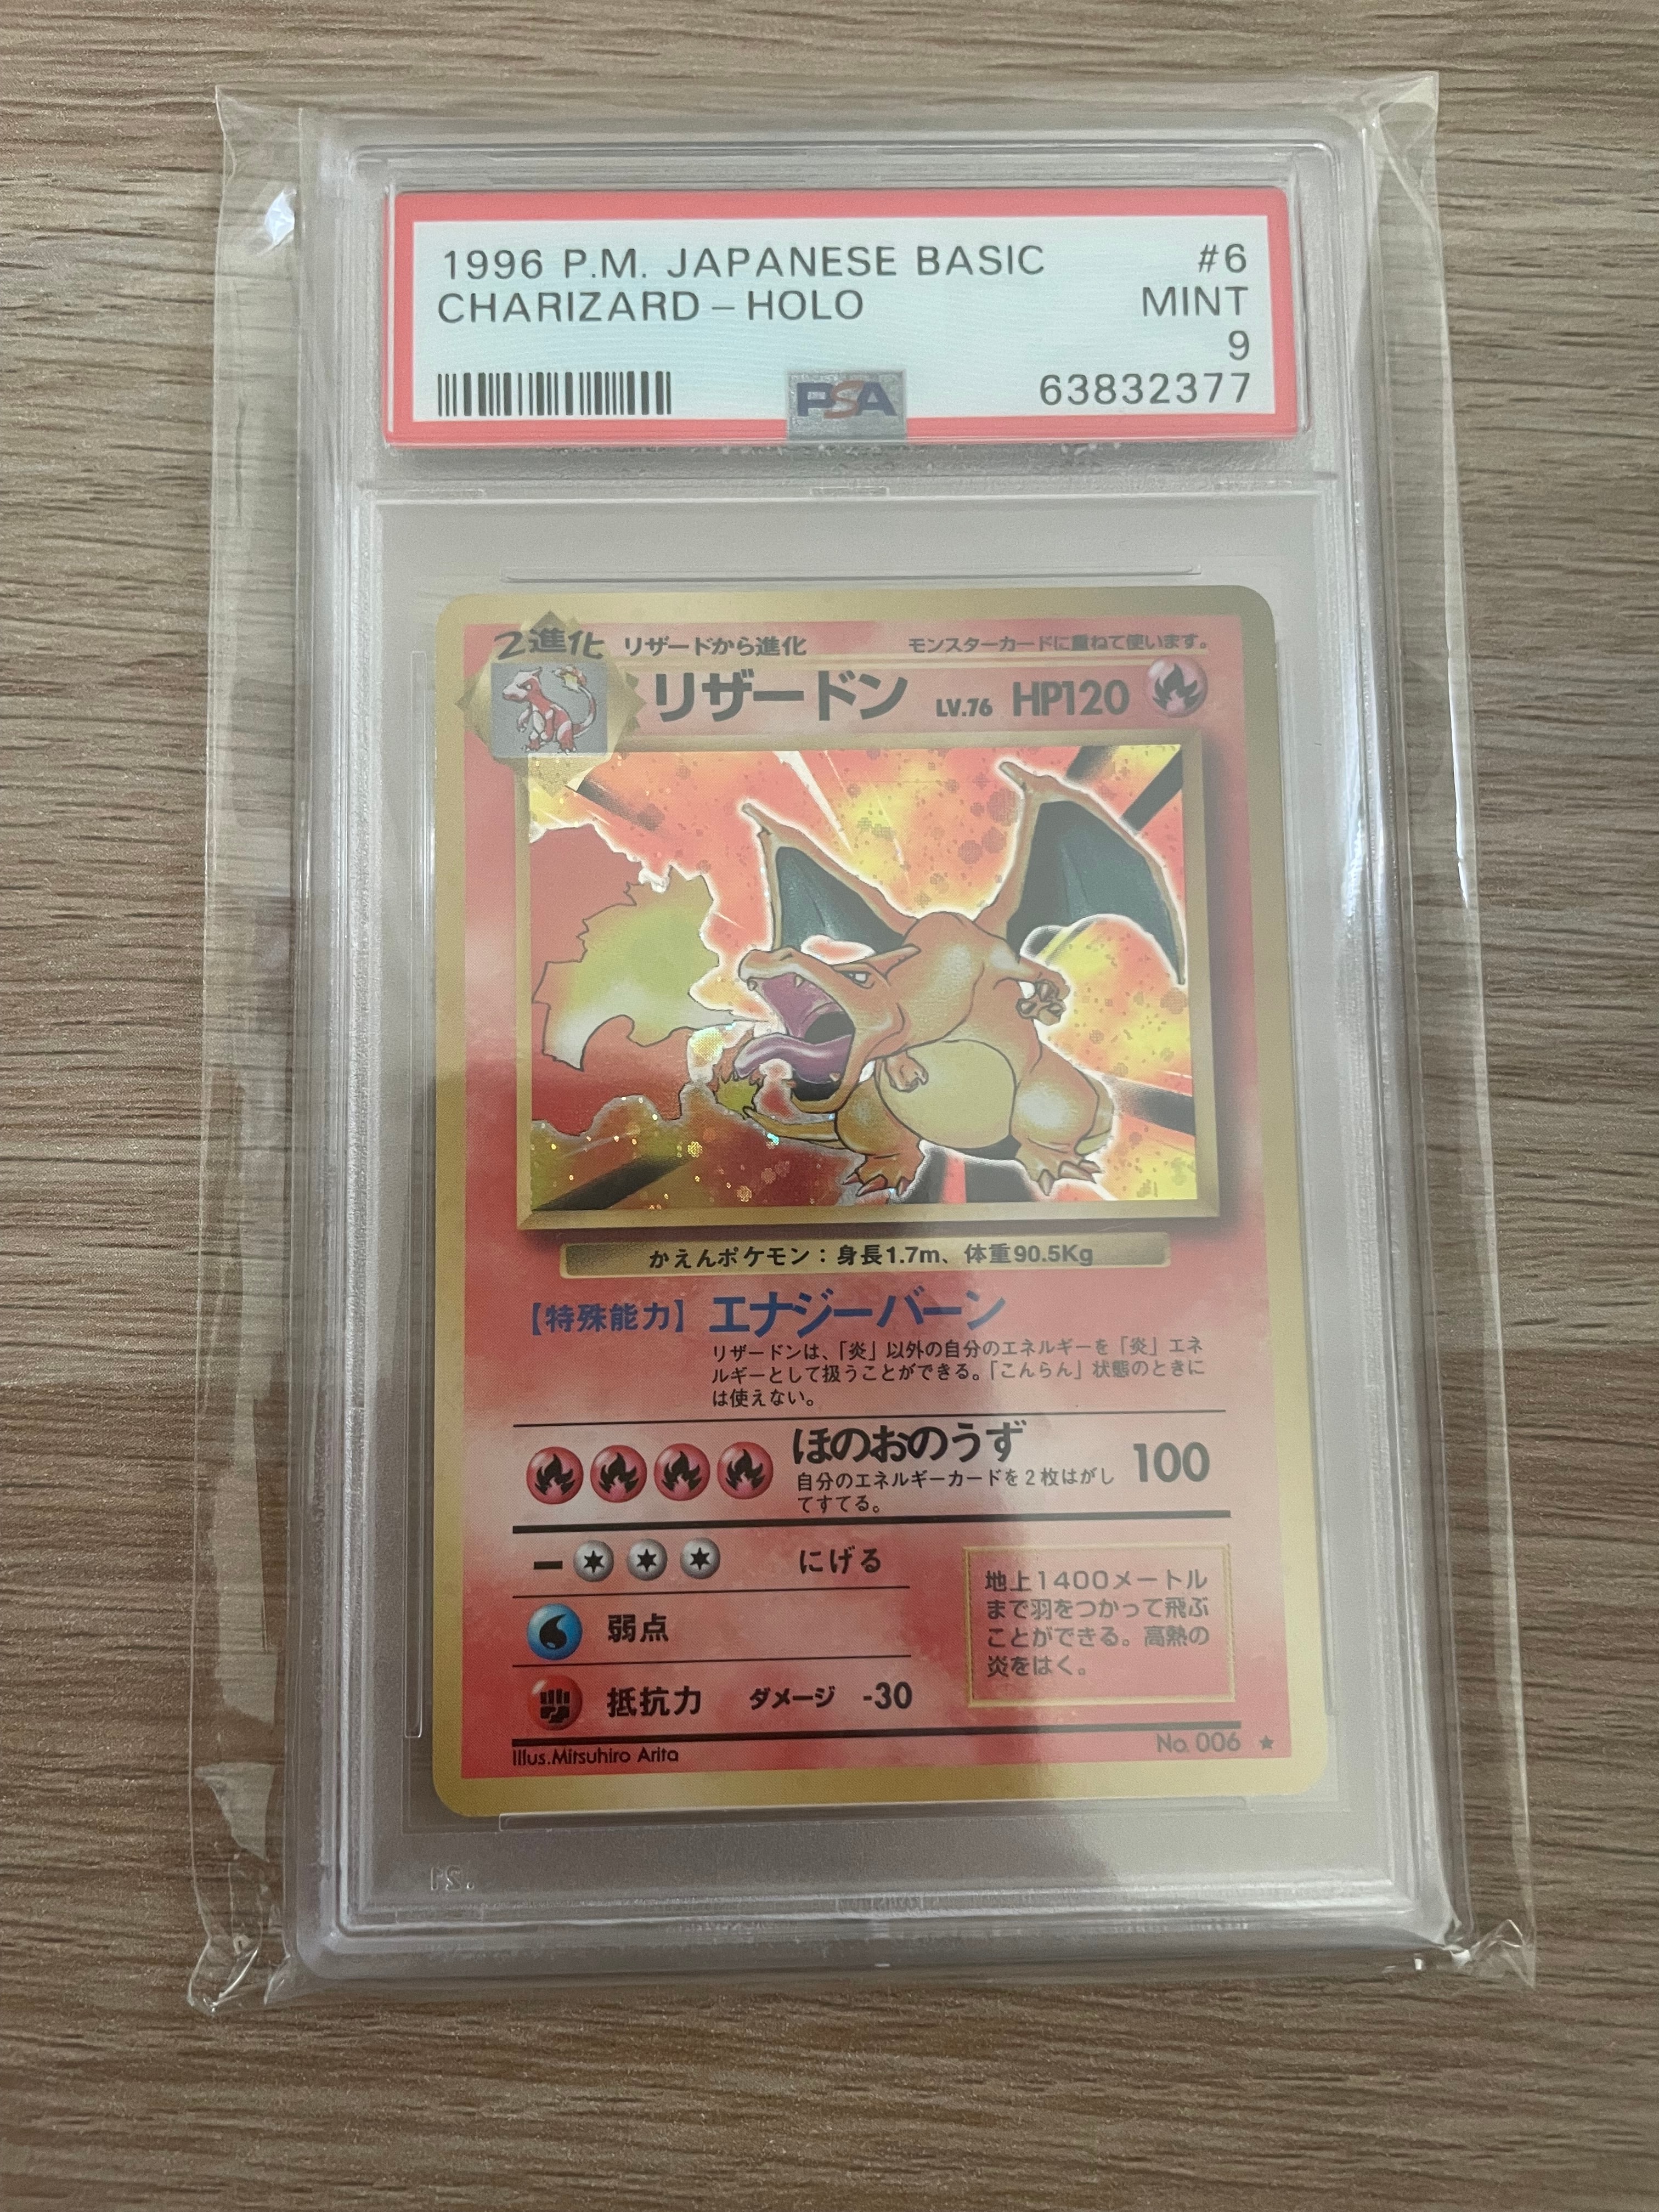 1996 P.M. JAPANESE BASIC #6
CHARIZARD - HOLO MINT
9
PSA 63832377
2進化 リザードから進化 モンスターカードに重ねて使います。
リザードン LV.76 HP120
かえんポケモン：身長1.7m、体重90.5Kg
【特殊能力】エナジーバーン
リザードンは、「炎」以外の自分のエネルギーを「炎」エネ
ルギーとして扱うことができる。「こんらん」状態のときに
は使えない。
ほのおのうず 100
自分のエネルギーカードを2枚はがし
てすてる。
にげる
弱点
抵抗力 ダメージ -30
地上1400メートル
まで羽をつかって飛ぶ
ことができる。高熱の
炎をはく。
Illus.Mitsuhiro Arita No. 006 ★